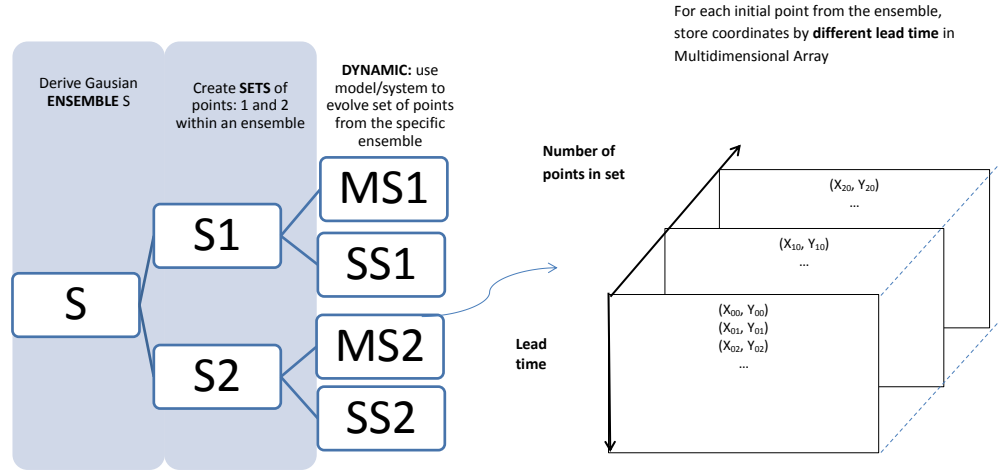 Derive Gausian
ENSEMBLE S
Create SETS of
points: 1 and 2
within an ensemble
DYNAMIC: use
model/system to
evolve set of points
from the specific
ensemble
S
S1
S2
MS1
SS1
MS2
SS2
For each initial point from the ensemble,
store coordinates by different lead time in
Multidimensional Array
Number of
points in set
Lead
time
(X₂₀, Y₂₀)
...
(X₁₀, Y₁₀)
...
(X₀₀, Y₀₀)
(X₀₁, Y₀₁)
(X₀₂, Y₀₂)
...